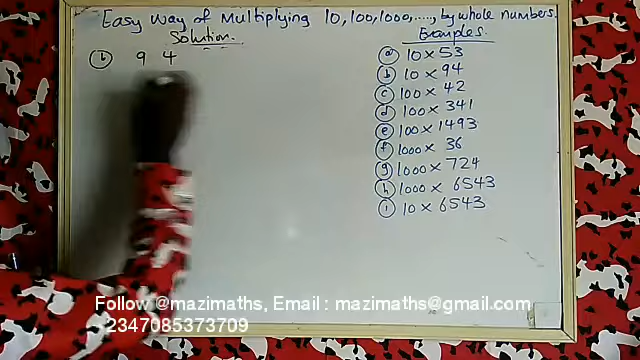 Easy way of Multiplying 10,100,1000,....., by whole numbers.
Solution.
(b) 9 4
Examples
(a) 10 × 53
(b) 10 × 94
(c) 100 × 42
(d) 100 × 341
(e) 100 × 1493
(f) 1000 × 36
(g) 1000 × 724
(h) 1000 × 6543
(i) 10 × 6543
Follow @mazimaths, Email : mazimaths@gmail.com
2347085373709